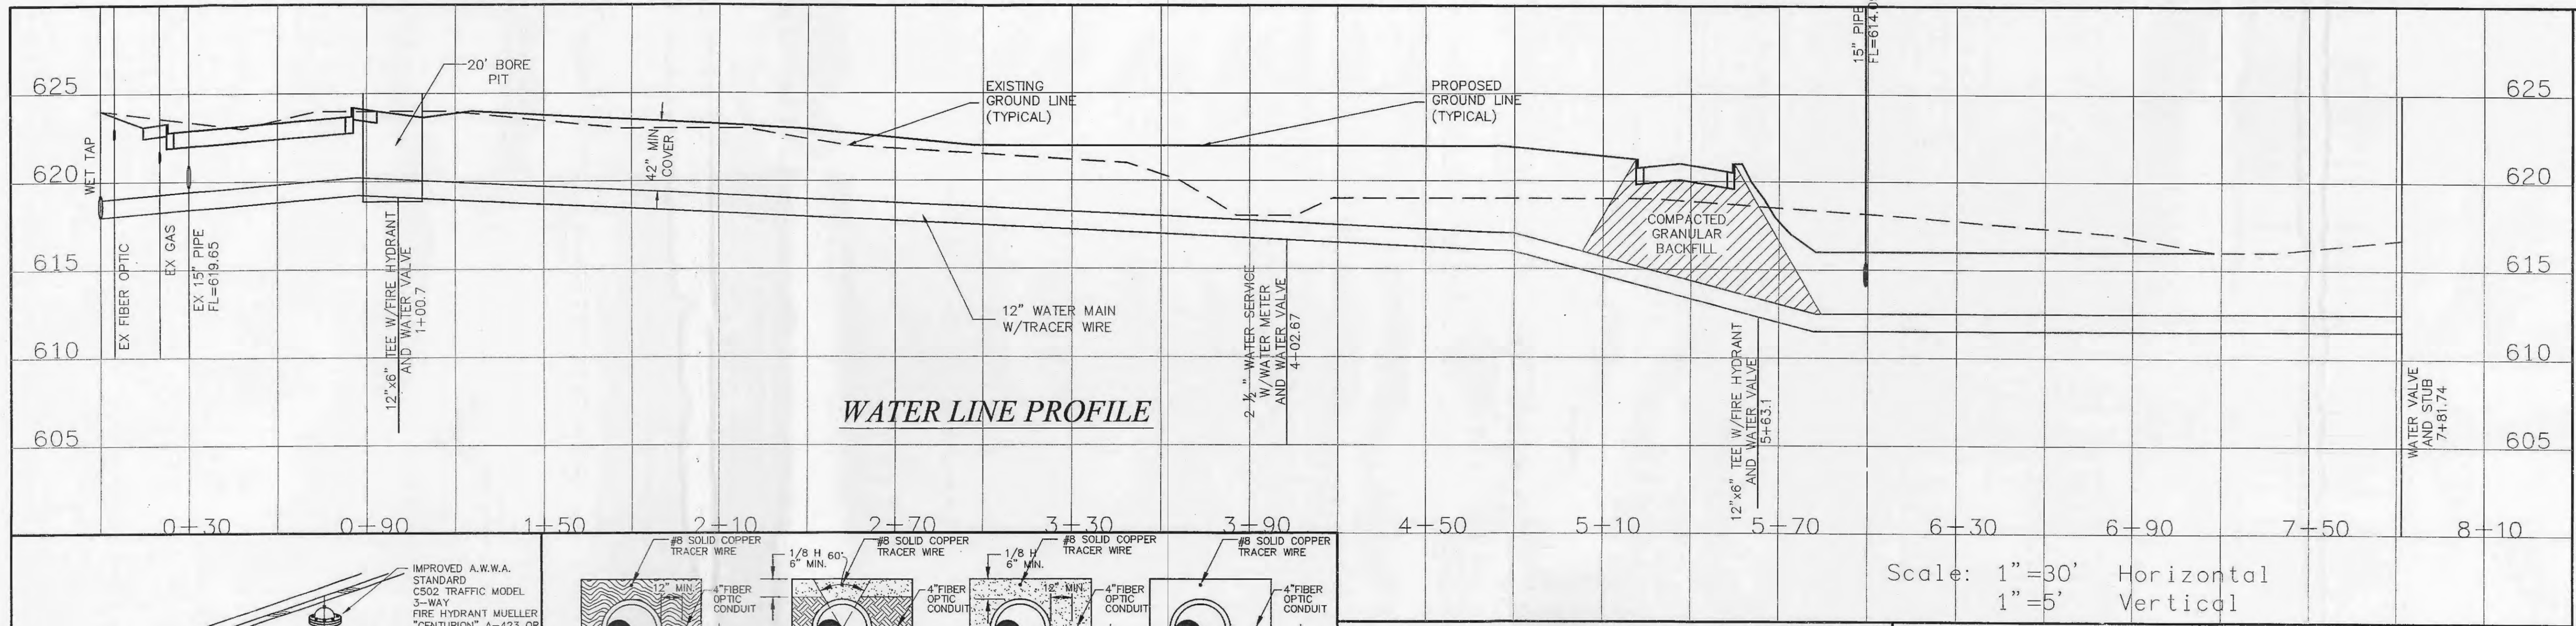 15" PIPE
FL=614.0
20' BORE
PIT
EXISTING
GROUND LINE
(TYPICAL)
PROPOSED
GROUND LINE
(TYPICAL)
625
625
620
620
615
615
610
610
605
605
WET TAP
EX FIBER OPTIC
EX GAS
EX 15" PIPE
FL=619.65
12"x6" TEE W/FIRE HYDRANT
AND WATER VALVE
1+00.7
42" MIN
COVER
12" WATER MAIN
W/TRACER WIRE
2 ½" WATER SERVICE
W/WATER METER
AND WATER VALVE
4-02.67
COMPACTED
GRANULAR
BACKFILL
12"x6" TEE W/FIRE HYDRANT
AND WATER VALVE
5+63.1
WATER VALVE
AND STUB
7+81.74
WATER LINE PROFILE
0+30
0+90
1+50
2+10
2+70
3+30
3+90
4+50
5+10
5+70
6+30
6+90
7+50
8+10
Scale: 1"=30' Horizontal
1"=5' Vertical
IMPROVED A.W.W.A.
STANDARD
C502 TRAFFIC MODEL
3-WAY
FIRE HYDRANT MUELLER
"CENTURION" A-423 OR
#8 SOLID COPPER
TRACER WIRE
12" MIN.
4"FIBER
OPTIC
CONDUIT
1/8 H
6" MIN.
60°
#8 SOLID COPPER
TRACER WIRE
4"FIBER
OPTIC
CONDUIT
1/8 H
6" MIN.
#8 SOLID COPPER
TRACER WIRE
12" MIN.
4"FIBER
OPTIC
CONDUIT
#8 SOLID COPPER
TRACER WIRE
4"FIBER
OPTIC
CONDUIT